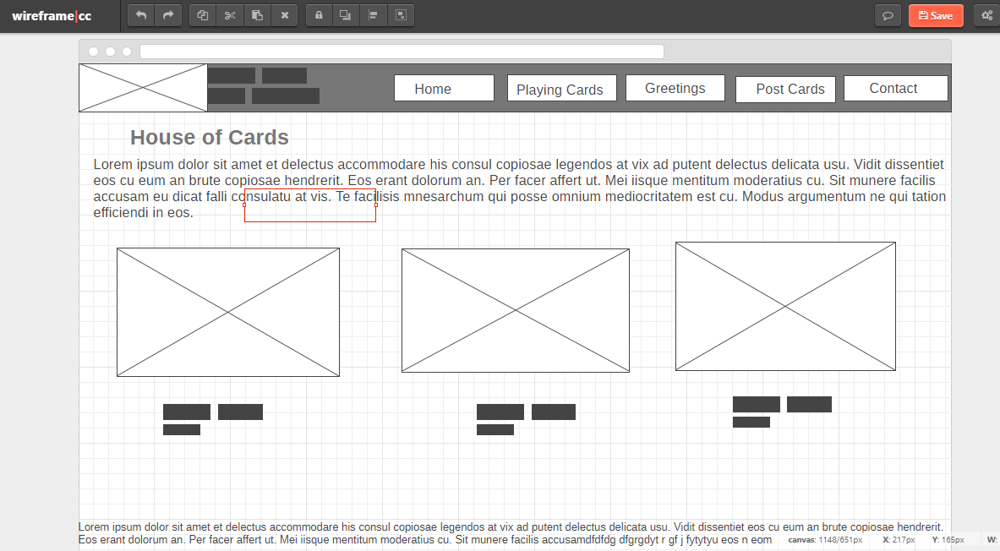 wireframe|cc
Save
Home
Playing Cards
Greetings
Post Cards
Contact
House of Cards
Lorem ipsum dolor sit amet et delectus accommodare his consul copiosae legendos at vix ad putent delectus delicata usu. Vidit dissentiet
eos cu eum an brute copiosae hendrerit. Eos erant dolorum an. Per facer affert ut. Mei iisque mentitum moderatius cu. Sit munere facilis
accusam eu dicat falli consulatu at vis. Te facilisis mnesarchum qui posse omnium mediocritatem est cu. Modus argumentum ne qui tation
efficiendi in eos.
Lorem ipsum dolor sit amet et delectus accommodare his consul copiosae legendos at vix ad putent delectus delicata usu. Vidit dissentiet eos cu eum an brute copiosae hendrerit.
Eos erant dolorum an. Per facer affert ut. Mei iisque mentitum moderatius cu. Sit munere facilis accusamdfdfdg dfgrgdyt r gf j fytytyu eos n eom
canvas: 1148/651px X: 217px Y: 165px W: